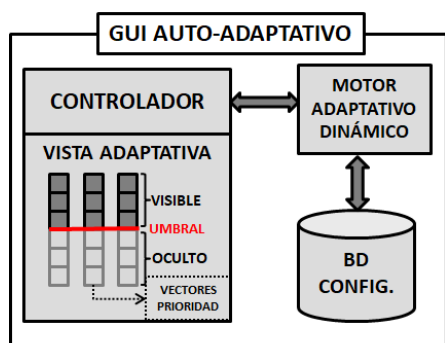 GUI AUTO-ADAPTATIVO
CONTROLADOR
MOTOR
ADAPTATIVO
DINÁMICO
VISTA ADAPTATIVA
VISIBLE
UMBRAL
OCULTO
VECTORES
PRIORIDAD
BD
CONFIG.